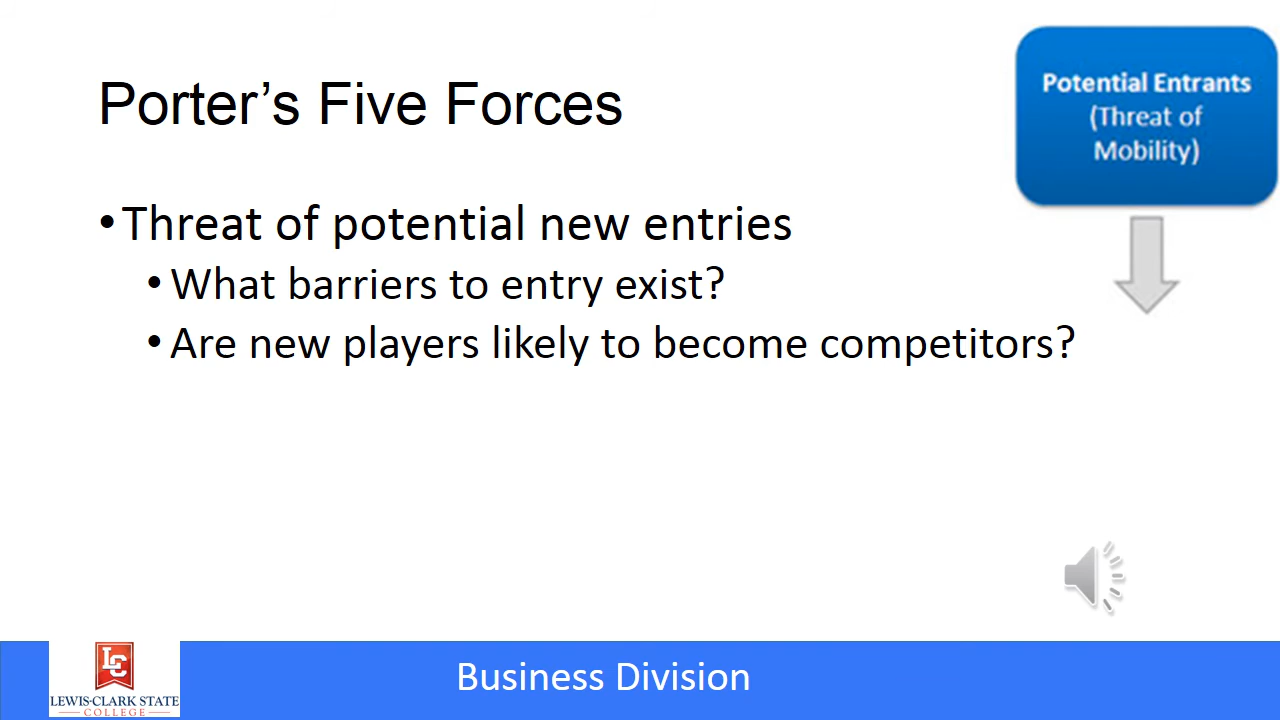 Porter’s Five Forces
Potential Entrants
(Threat of
Mobility)
•Threat of potential new entries
•What barriers to entry exist?
•Are new players likely to become competitors?
LC
LEWIS-CLARK STATE
COLLEGE
Business Division